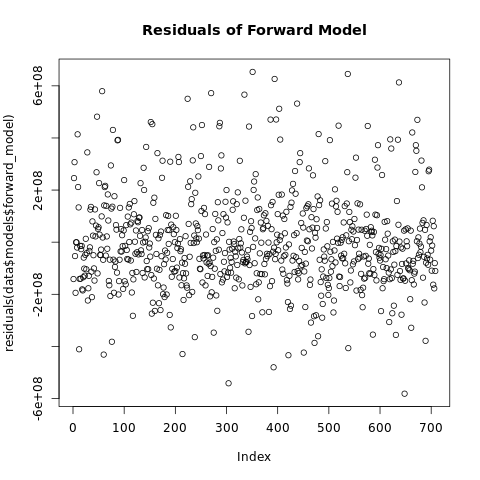 Residuals of Forward Model
residuals(data$models$forward_model)
6e+08
2e+08
-2e+08
-6e+08
0 100 200 300 400 500 600 700
Index